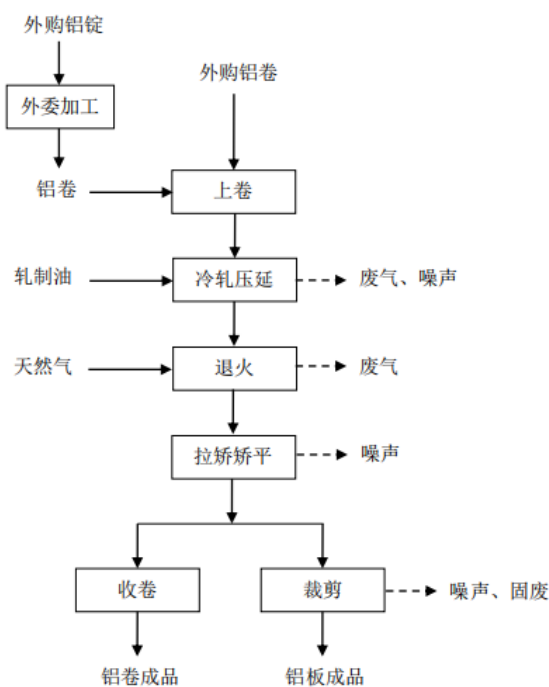 外购铝锭
外购铝卷
外委加工
铝卷
上卷
轧制油
冷轧压延
废气、噪声
天然气
退火
废气
拉矫矫平
噪声
收卷
裁剪
噪声、固废
铝卷成品
铝板成品